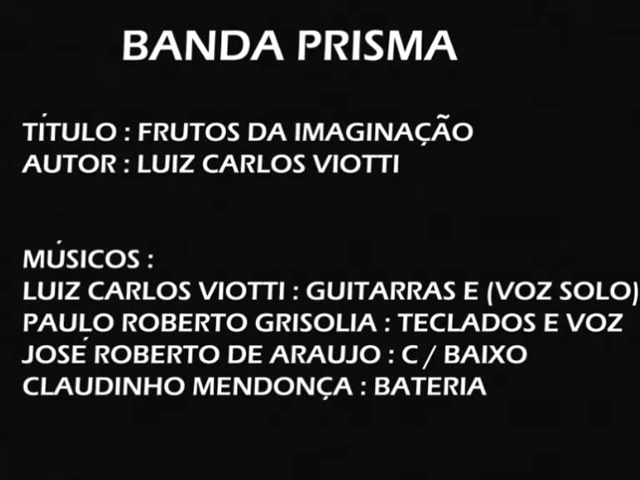 BANDA PRISMA
TÍTULO : FRUTOS DA IMAGINAÇÃO
AUTOR : LUIZ CARLOS VIOTTI
MÚSICOS :
LUIZ CARLOS VIOTTI : GUITARRAS E (VOZ SOLO)
PAULO ROBERTO GRISOLIA : TECLADOS E VOZ
JOSÉ ROBERTO DE ARAUJO : C / BAIXO
CLAUDINHO MENDONÇA : BATERIA